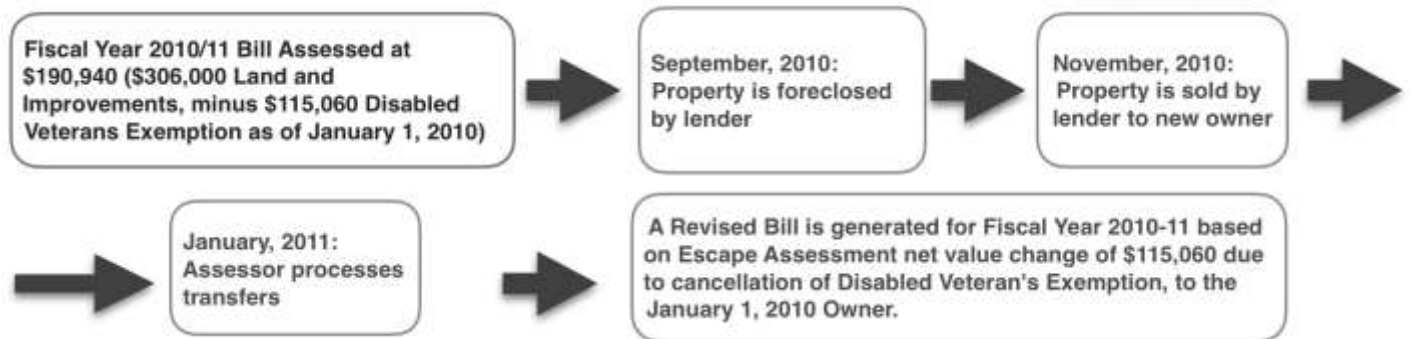 Fiscal Year 2010/11 Bill Assessed at
$190,940 ($306,000 Land and
Improvements, minus $115,060 Disabled
Veterans Exemption as of January 1, 2010)
September, 2010:
Property is foreclosed
by lender
November, 2010:
Property is sold by
lender to new owner
January, 2011:
Assessor processes
transfers
A Revised Bill is generated for Fiscal Year 2010-11 based
on Escape Assessment net value change of $115,060 due
to cancellation of Disabled Veteran's Exemption, to the
January 1, 2010 Owner.